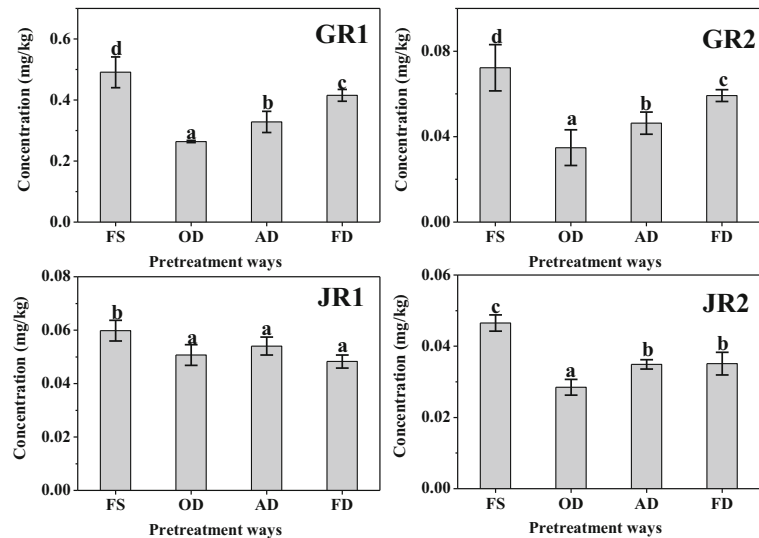 GR1
Concentration (mg/kg)
0.6
0.4
0.2
0.0
d
a
b
c
FS OD AD FD
Pretreatment ways
GR2
Concentration (mg/kg)
0.08
0.04
0.00
d
a
b
c
FS OD AD FD
Pretreatment ways
JR1
Concentration (mg/kg)
0.08
0.06
0.04
0.02
0.00
b
a
a
a
FS OD AD FD
Pretreatment ways
JR2
Concentration (mg/kg)
0.06
0.04
0.02
0.00
c
a
b
b
FS OD AD FD
Pretreatment ways